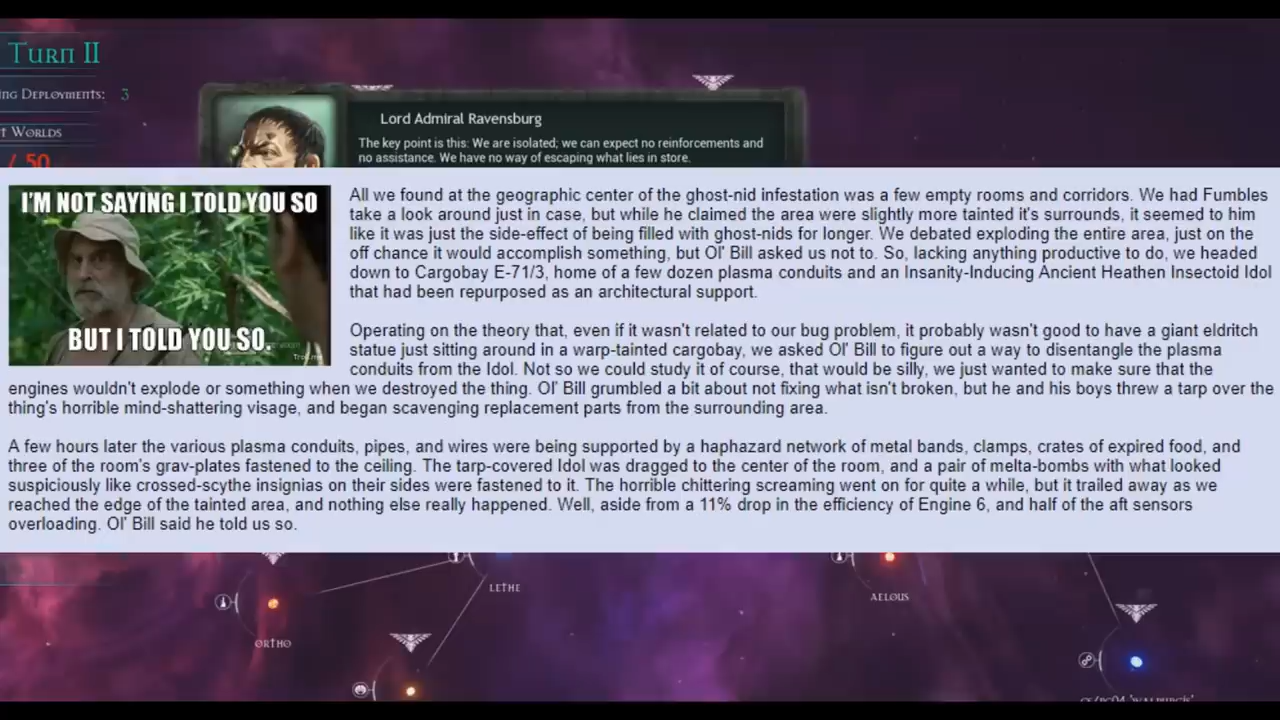 Turn II
ng Deployments: 3
t Worlds
/ 50
Lord Admiral Ravensburg
The key point is this: We are isolated; we can expect no reinforcements and
no assistance. We have no way of escaping what lies in store.
I'M NOT SAYING I TOLD YOU SO
BUT I TOLD YOU SO.
All we found at the geographic center of the ghost-nid infestation was a few empty rooms and corridors. We had Fumbles
take a look around just in case, but while he claimed the area were slightly more tainted it's surrounds, it seemed to him
like it was just the side-effect of being filled with ghost-nids for longer. We debated exploding the entire area, just on the
off chance it would accomplish something, but Ol' Bill asked us not to. So, lacking anything productive to do, we headed
down to Cargobay E-71/3, home of a few dozen plasma conduits and an Insanity-Inducing Ancient Heathen Insectoid Idol
that had been repurposed as an architectural support.
Operating on the theory that, even if it wasn't related to our bug problem, it probably wasn't good to have a giant eldritch
statue just sitting around in a warp-tainted cargobay, we asked Ol' Bill to figure out a way to disentangle the plasma
conduits from the Idol. Not so we could study it of course, that would be silly, we just wanted to make sure that the
engines wouldn't explode or something when we destroyed the thing. Ol' Bill grumbled a bit about not fixing what isn't broken, but he and his boys threw a tarp over the
thing's horrible mind-shattering visage, and began scavenging replacement parts from the surrounding area.
A few hours later the various plasma conduits, pipes, and wires were being supported by a haphazard network of metal bands, clamps, crates of expired food, and
three of the room's grav-plates fastened to the ceiling. The tarp-covered Idol was dragged to the center of the room, and a pair of melta-bombs with what looked
suspiciously like crossed-scythe insignias on their sides were fastened to it. The horrible chittering screaming went on for quite a while, but it trailed away as we
reached the edge of the tainted area, and nothing else really happened. Well, aside from a 11% drop in the efficiency of Engine 6, and half of the aft sensors
overloading. Ol' Bill said he told us so.
Lethe
Aelous
Ortho